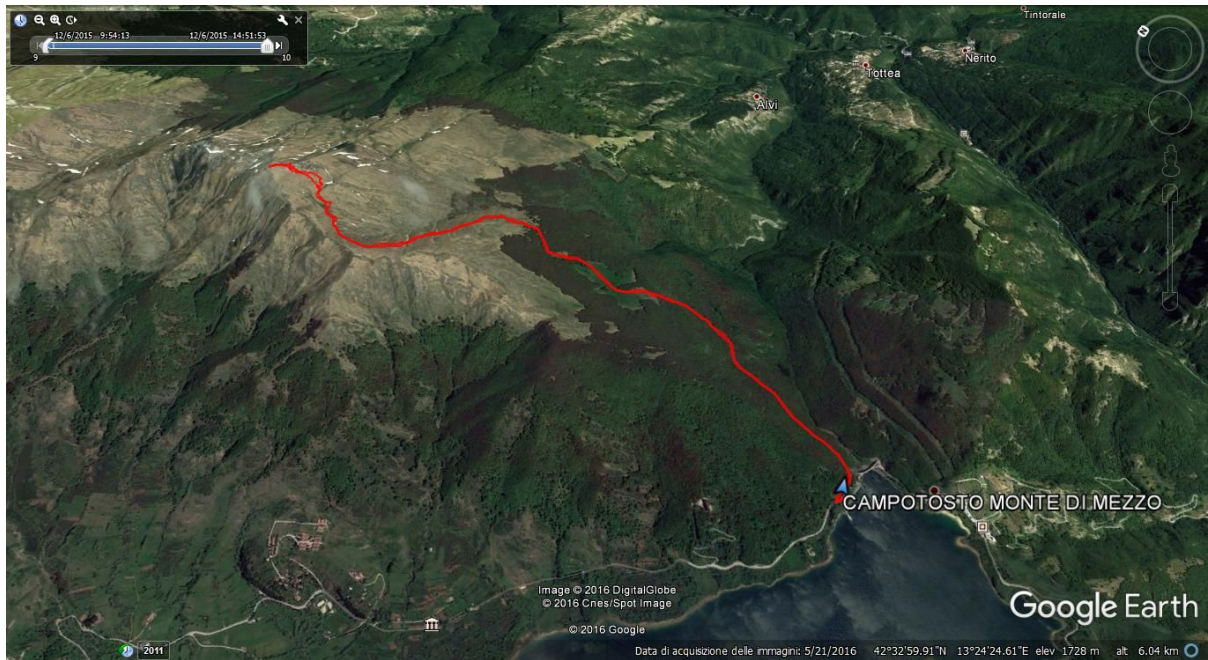 12/6/2015 9:54:13 12/6/2015 14:51:53
9 10
Tintorale
Nerito
Tottea
Alvi
CAMPOTOSTO MONTE DI MEZZO
Image © 2016 DigitalGlobe
© 2016 Cnes/Spot Image
© 2016 Google
Google Earth
2011
Data di acquisizione delle immagini: 5/21/2016 42°32'59.91"N 13°24'24.61"E elev 1728 m alt 6.04 km